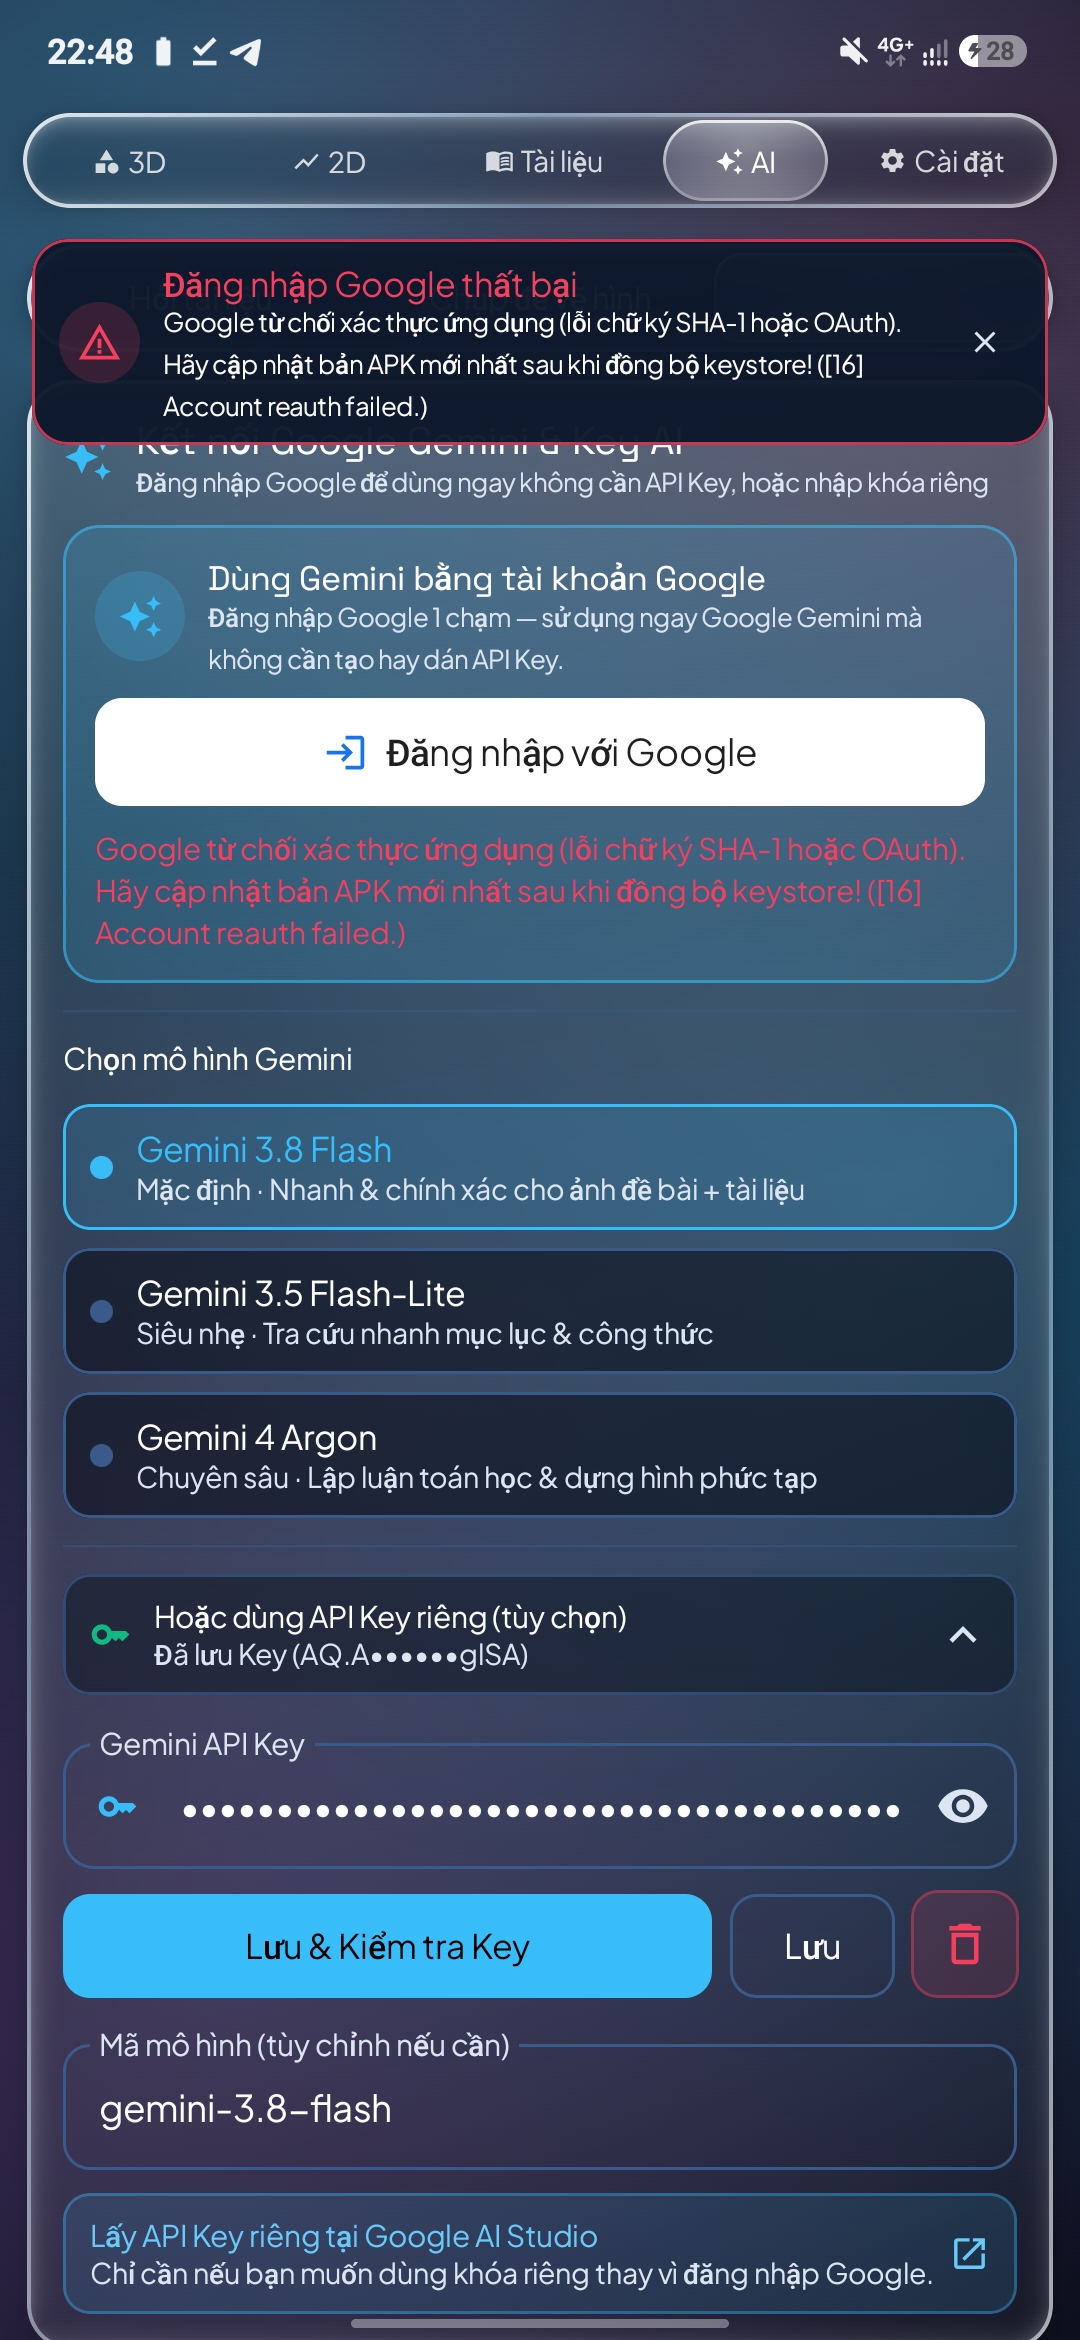 22:48
4G+
28
3D
2D
Tài liệu
AI
Cài đặt
Đăng nhập Google thất bại
Google từ chối xác thực ứng dụng (lỗi chữ ký SHA-1 hoặc OAuth).
Hãy cập nhật bản APK mới nhất sau khi đồng bộ keystore! ([16]
Account reauth failed.)
Kết nối Google Gemini & Key AI
Đăng nhập Google để dùng ngay không cần API Key, hoặc nhập khóa riêng
Dùng Gemini bằng tài khoản Google
Đăng nhập Google 1 chạm — sử dụng ngay Google Gemini mà
không cần tạo hay dán API Key.
Đăng nhập với Google
Google từ chối xác thực ứng dụng (lỗi chữ ký SHA-1 hoặc OAuth).
Hãy cập nhật bản APK mới nhất sau khi đồng bộ keystore! ([16]
Account reauth failed.)
Chọn mô hình Gemini
Gemini 3.8 Flash
Mặc định · Nhanh & chính xác cho ảnh đề bài + tài liệu
Gemini 3.5 Flash-Lite
Siêu nhẹ · Tra cứu nhanh mục lục & công thức
Gemini 4 Argon
Chuyên sâu · Lập luận toán học & dựng hình phức tạp
Hoặc dùng API Key riêng (tùy chọn)
Đã lưu Key (AQ.A••••••glSA)
Gemini API Key
••••••••••••••••••••••••••••••••••••••
Lưu & Kiểm tra Key
Lưu
Mã mô hình (tùy chỉnh nếu cần)
gemini-3.8-flash
Lấy API Key riêng tại Google AI Studio
Chỉ cần nếu bạn muốn dùng khóa riêng thay vì đăng nhập Google.